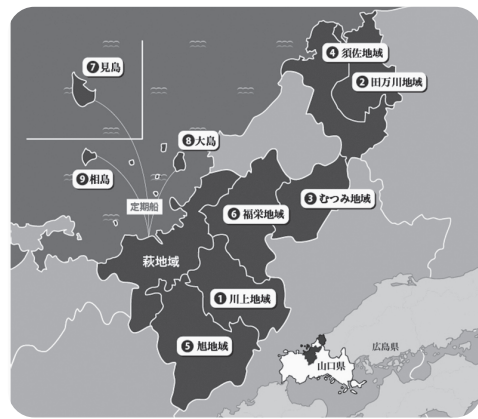 ❹須佐地域
❼見島
❷田万川地域
❽大島
❾相島
❸むつみ地域
定期船
❻福栄地域
萩地域
❶川上地域
❺旭地域
広島県
山口県